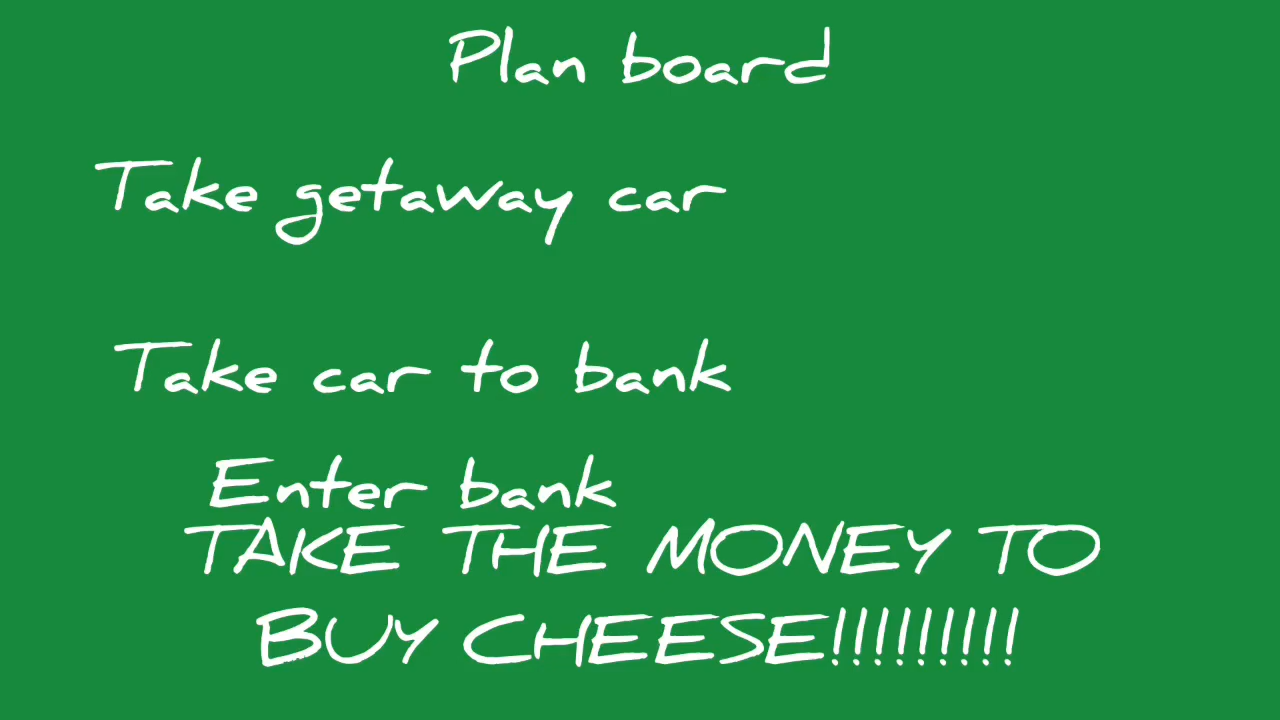 Plan board
Take getaway car
Take car to bank
Enter bank
TAKE THE MONEY TO
BUY CHEESE!!!!!!!!!